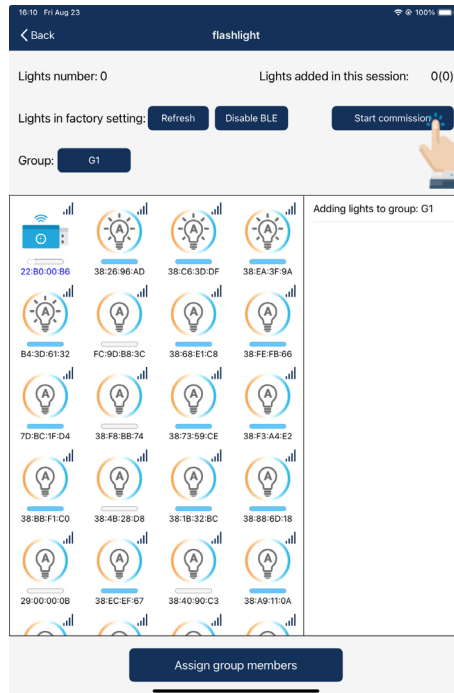 16:10 Fri Aug 23 100%
Back flashlight
Lights number: 0 Lights added in this session: 0(0)
Lights in factory setting: Refresh Disable BLE Start commission
Group: G1
Adding lights to group: G1
22:B0:00:B6 38:26:96:AD 38:C6:3D:DF 38:EA:3F:9A
B4:3D:61:32 FC:9D:B8:3C 38:68:E1:C8 38:FE:FB:66
7D:BC:1F:D4 38:F8:BB:74 38:73:59:CE 38:F3:A4:E2
38:BB:F1:C0 38:4B:28:D8 38:1B:32:BC 38:88:6D:18
29:00:00:0B 38:EC:EF:67 38:40:90:C3 38:A9:11:0A
Assign group members